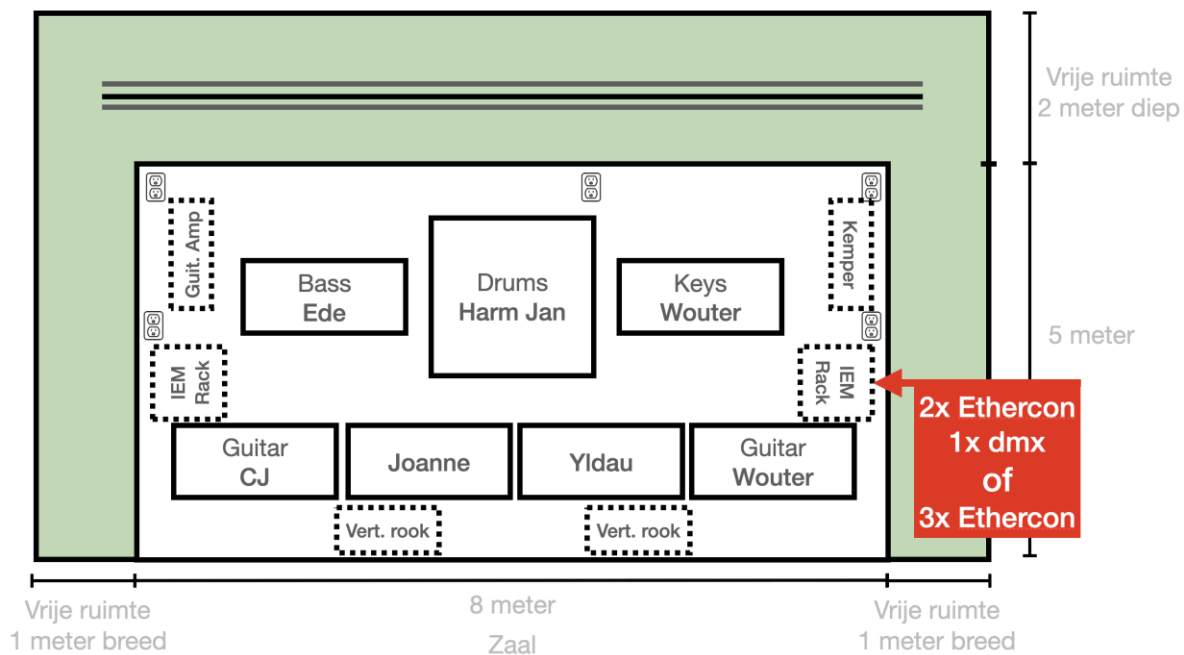 Vrije ruimte
2 meter diep
Guit. Amp
Kemper
Bass
Ede
Drums
Harm Jan
Keys
Wouter
5 meter
IEM
Rack
IEM
Rack
2x Ethercon
1x dmx
of
3x Ethercon
Guitar
CJ
Joanne
Yldau
Guitar
Wouter
Vert. rook
Vert. rook
Vrije ruimte
1 meter breed
8 meter
Zaal
Vrije ruimte
1 meter breed